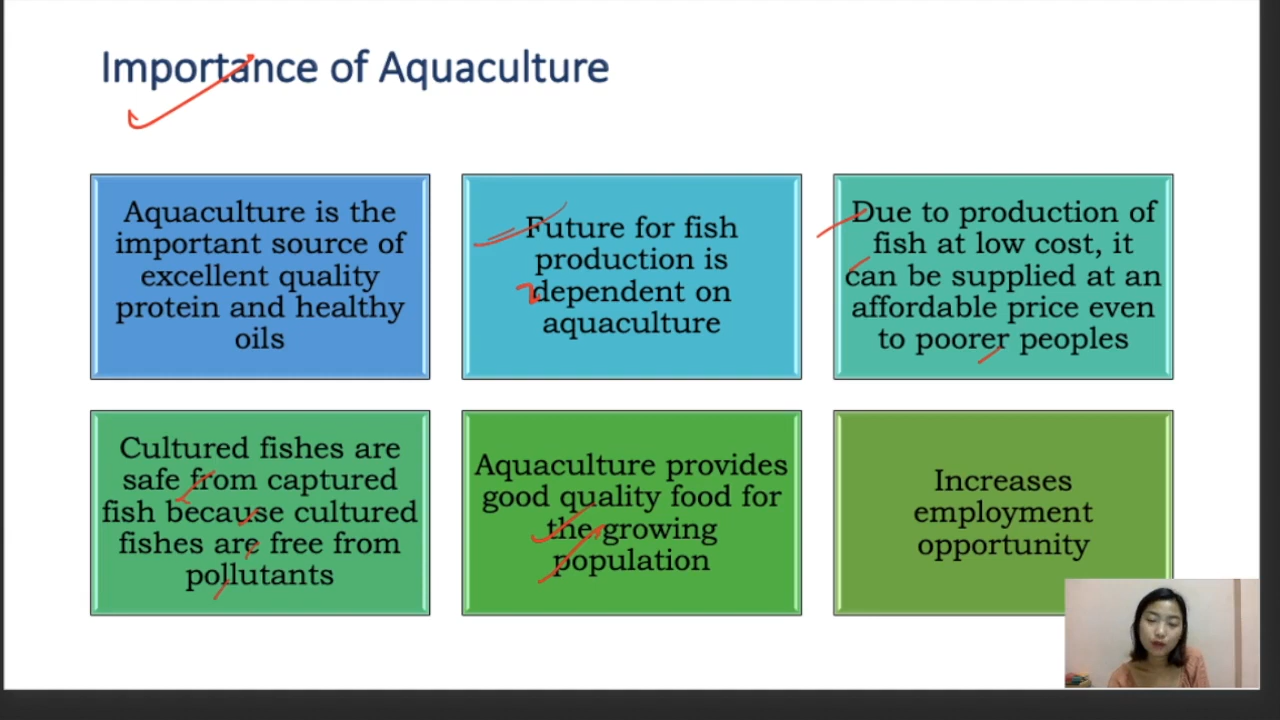 Importance of Aquaculture
Aquaculture is the
important source of
excellent quality
protein and healthy
oils
Future for fish
production is
dependent on
aquaculture
Due to production of
fish at low cost, it
can be supplied at an
affordable price even
to poorer peoples
Cultured fishes are
safe from captured
fish because cultured
fishes are free from
pollutants
Aquaculture provides
good quality food for
the growing
population
Increases
employment
opportunity